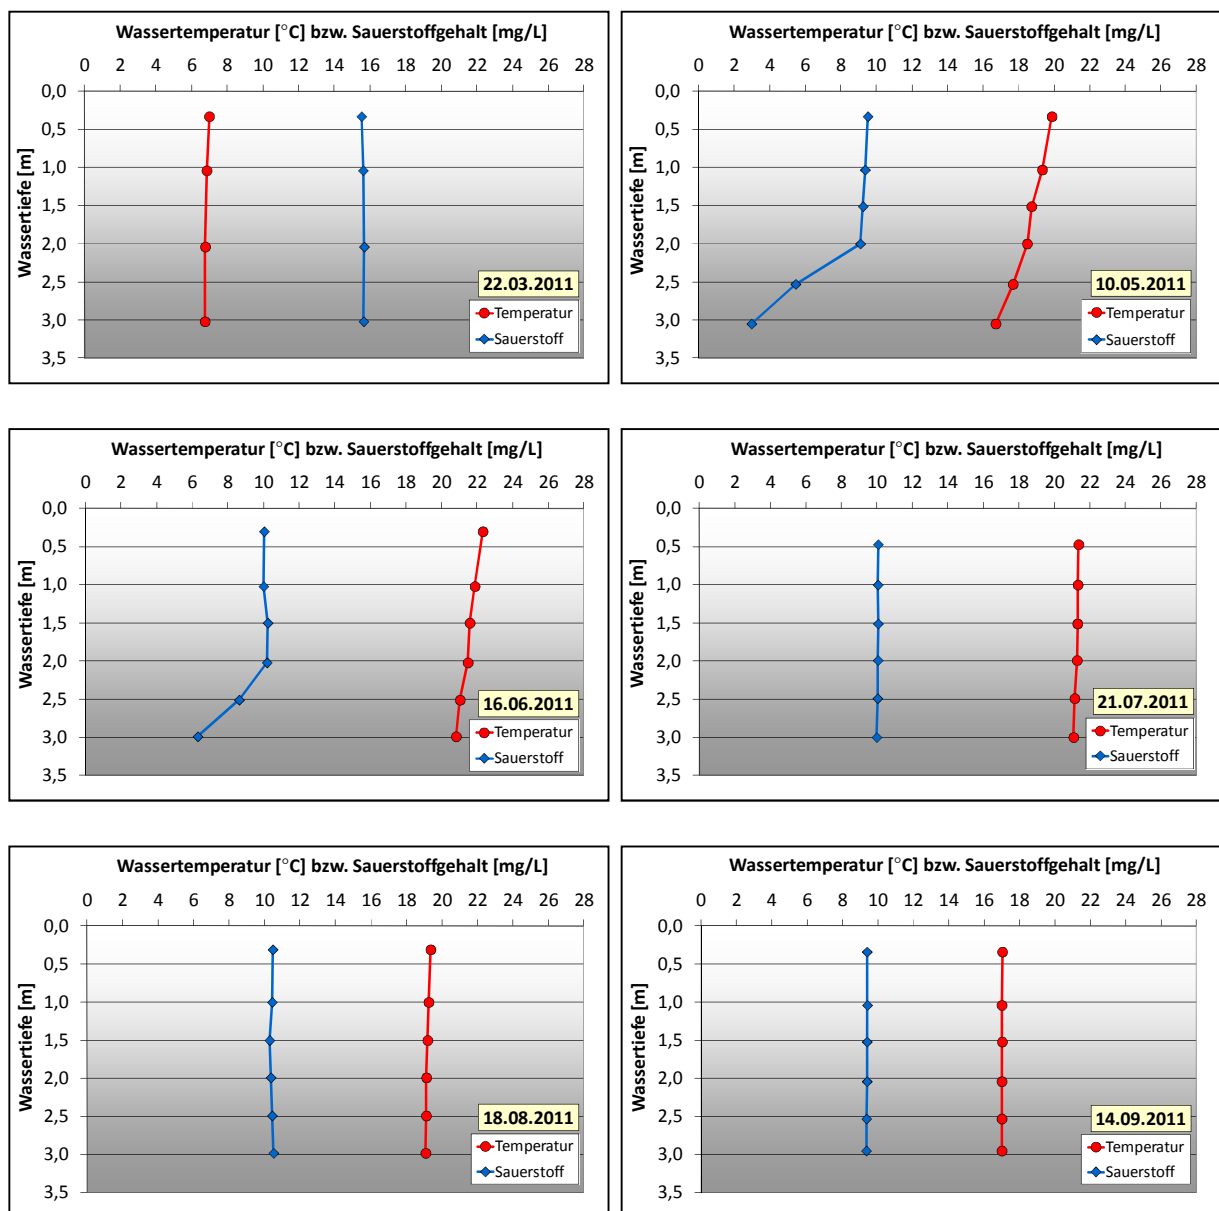 Wassertemperatur [°C] bzw. Sauerstoffgehalt [mg/L]
0 2 4 6 8 10 12 14 16 18 20 22 24 26 28
Wassertiefe [m]
0,0
0,5
1,0
1,5
2,0
2,5
3,0
3,5
22.03.2011
Temperatur
Sauerstoff
Wassertemperatur [°C] bzw. Sauerstoffgehalt [mg/L]
0 2 4 6 8 10 12 14 16 18 20 22 24 26 28
Wassertiefe [m]
0,0
0,5
1,0
1,5
2,0
2,5
3,0
3,5
10.05.2011
Temperatur
Sauerstoff
Wassertemperatur [°C] bzw. Sauerstoffgehalt [mg/L]
0 2 4 6 8 10 12 14 16 18 20 22 24 26 28
Wassertiefe [m]
0,0
0,5
1,0
1,5
2,0
2,5
3,0
3,5
16.06.2011
Temperatur
Sauerstoff
Wassertemperatur [°C] bzw. Sauerstoffgehalt [mg/L]
0 2 4 6 8 10 12 14 16 18 20 22 24 26 28
Wassertiefe [m]
0,0
0,5
1,0
1,5
2,0
2,5
3,0
3,5
21.07.2011
Temperatur
Sauerstoff
Wassertemperatur [°C] bzw. Sauerstoffgehalt [mg/L]
0 2 4 6 8 10 12 14 16 18 20 22 24 26 28
Wassertiefe [m]
0,0
0,5
1,0
1,5
2,0
2,5
3,0
3,5
18.08.2011
Temperatur
Sauerstoff
Wassertemperatur [°C] bzw. Sauerstoffgehalt [mg/L]
0 2 4 6 8 10 12 14 16 18 20 22 24 26 28
Wassertiefe [m]
0,0
0,5
1,0
1,5
2,0
2,5
3,0
3,5
14.09.2011
Temperatur
Sauerstoff